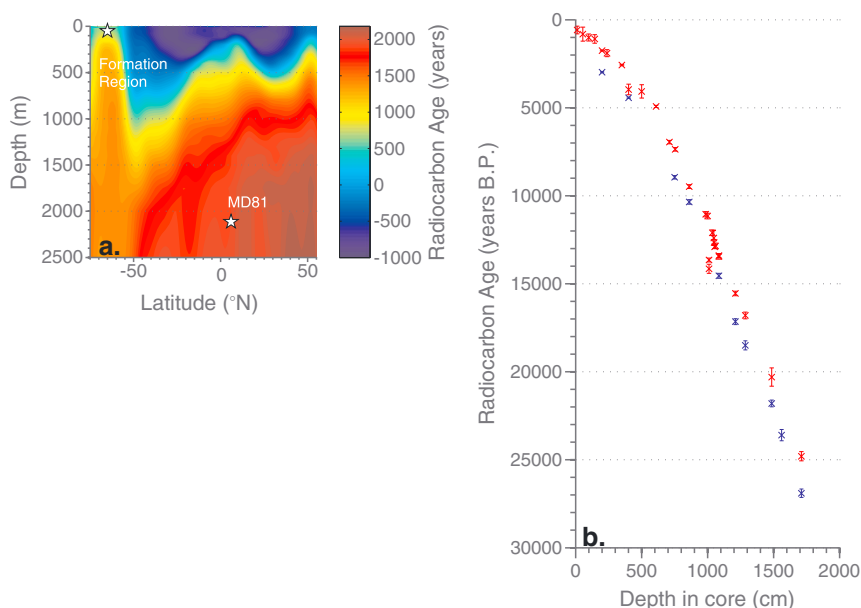 0
500
1000
1500
2000
2500
Depth (m)
Formation
Region
MD81
a.
-50
0
50
Latitude (°N)
2000
1500
1000
500
0
-500
-1000
Radiocarbon Age (years)
0
5000
10000
15000
20000
25000
30000
Radiocarbon Age (years B.P.)
b.
0
500
1000
1500
2000
Depth in core (cm)